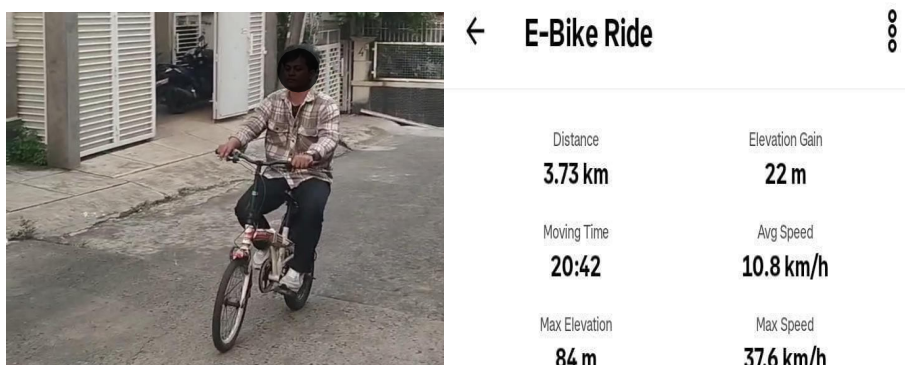 E-Bike Ride
Distance
Elevation Gain
3.73 km
22 m
Moving Time
Avg Speed
20:42
10.8 km/h
Max Elevation
Max Speed
84 m
37.6 km/h